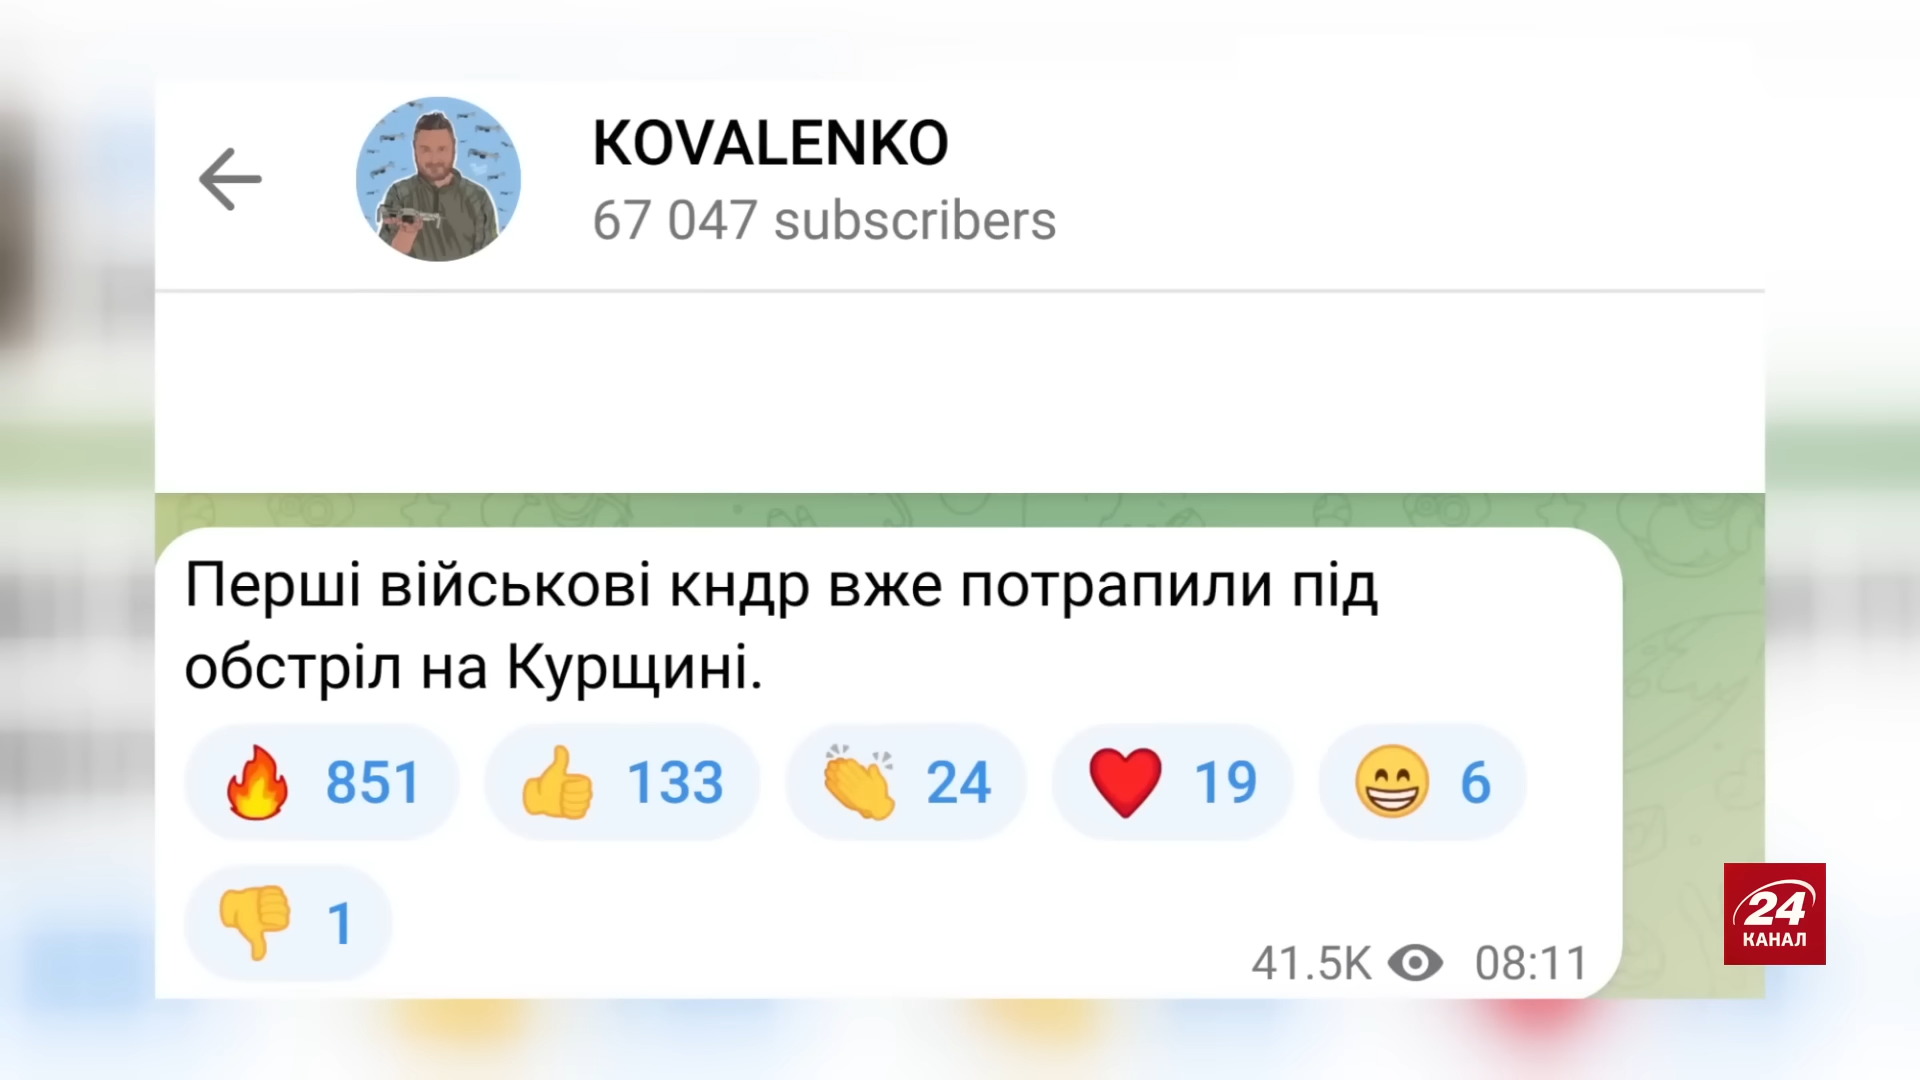 KOVALENKO
67 047 subscribers
Перші військові кндр вже потрапили під
обстріл на Курщині.
🔥 851 👍 133 👏 24 ❤️ 19 😁 6
👎 1
41.5K 08:11
24
КАНАЛ